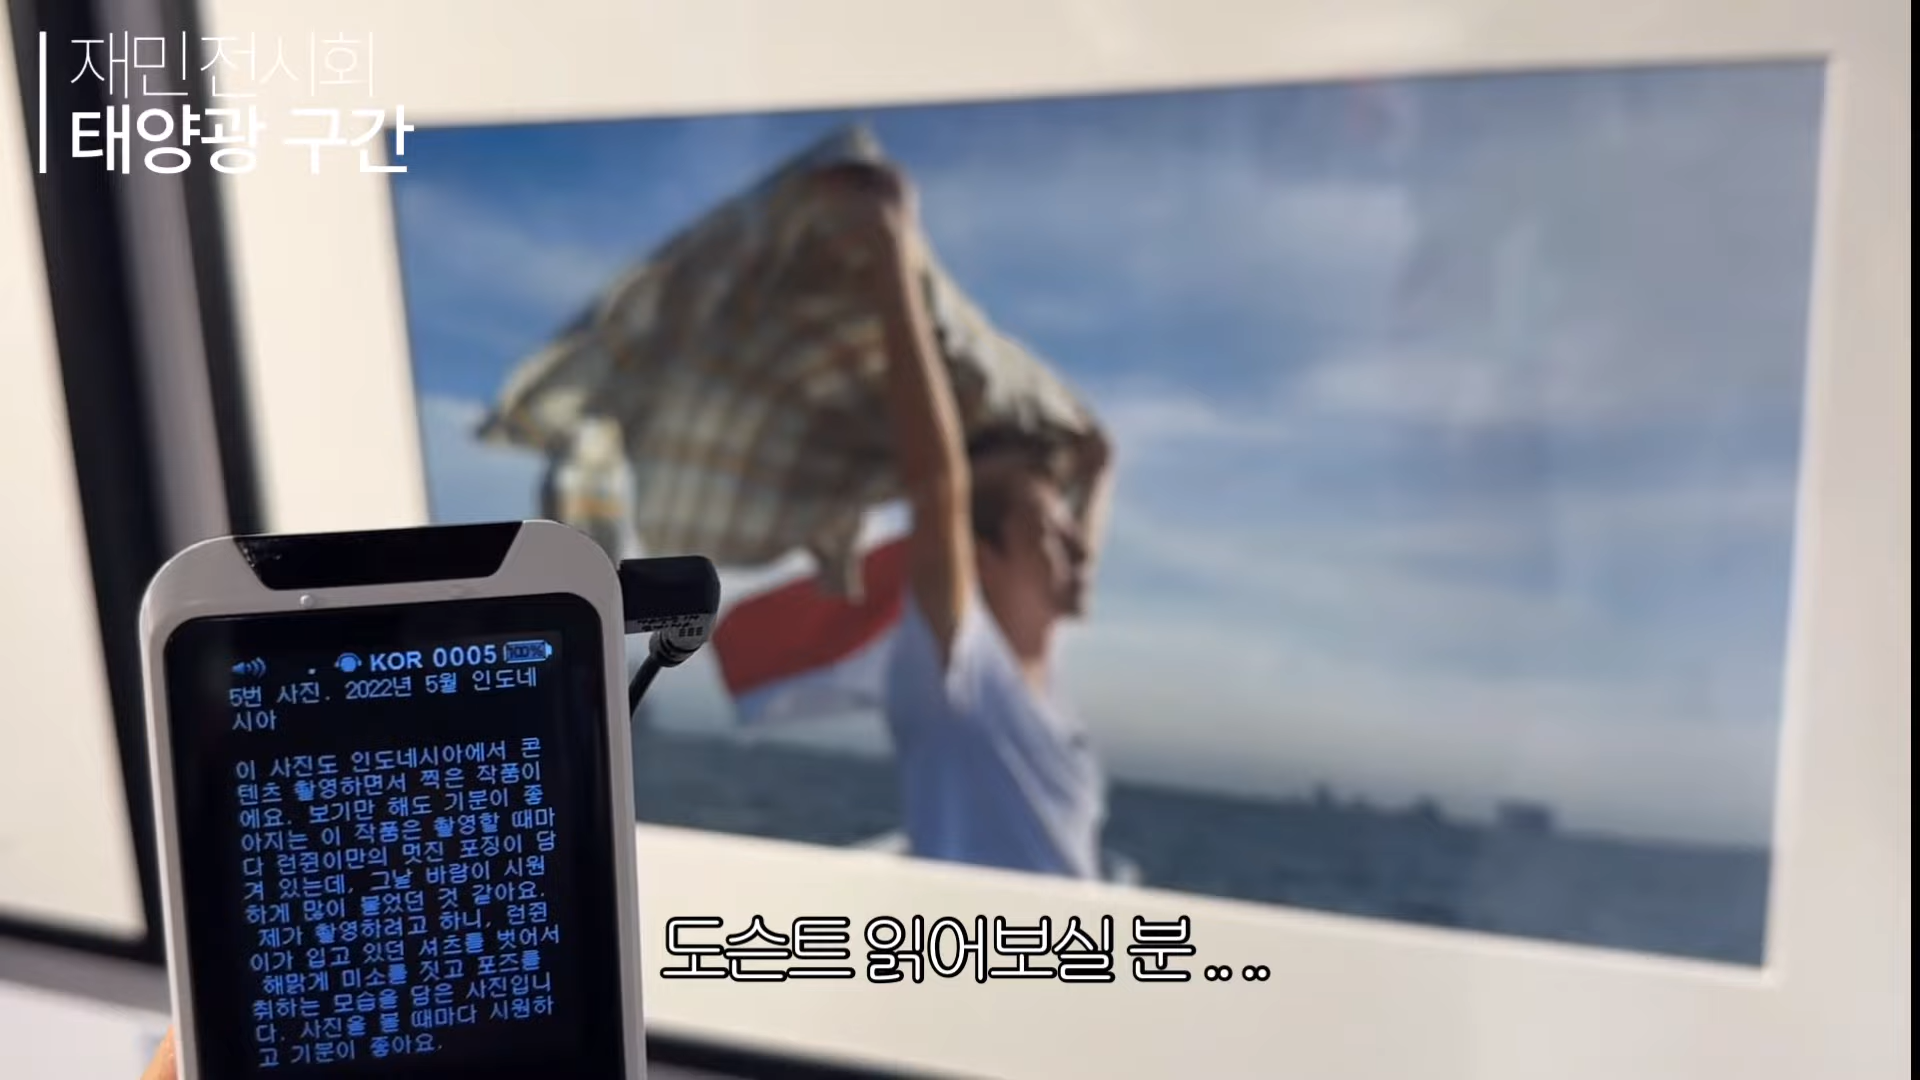 재민 전시회
태양광 구간
KOR 0005 100%
5번 사진. 2022년 5월 인도네
시아
이 사진도 인도네시아에서 콘
텐츠 촬영하면서 찍은 작품이
에요. 보기만 해도 기분이 좋
아지는 이 작품은 촬영할 때마
다 런쥔이만의 멋진 포징이 담
겨 있는데, 그날 바람이 시원
하게 많이 불었던 것 같아요.
제가 촬영하려고 하니, 런쥔
이가 입고 있던 셔츠를 벗어서
해맑게 미소를 짓고 포즈를
취하는 모습을 담은 사진입니
다. 사진을 볼 때마다 시원하
고 기분이 좋아요.
도슨트 읽어보실 분 .. ..